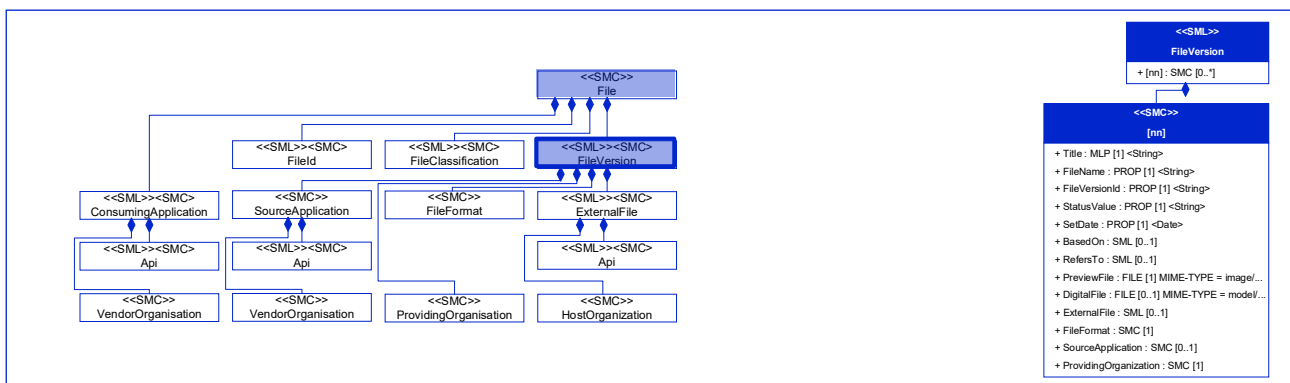 <<SMC>>
File
<<SML>><SMC>
FileId
<<SML>><SMC>
FileClassification
<<SML>><SMC>
FileVersion
<<SML>><SMC>
ConsumingApplication
<<SML>><SMC>
SourceApplication
<<SMC>>
FileFormat
<<SML>><SMC>
ExternalFile
<<SML>><SMC>
Api
<<SML>><SMC>
Api
<<SML>><SMC>
Api
<<SMC>>
VendorOrganisation
<<SMC>>
VendorOrganisation
<<SMC>>
ProvidingOrganisation
<<SMC>>
HostOrganization
<<SML>>
FileVersion
+ [nn] : SMC [0..*]
<<SMC>>
[nn]
+ Title : MLP [1] <String>
+ FileName : PROP [1] <String>
+ FileVersionId : PROP [1] <String>
+ StatusValue : PROP [1] <String>
+ SetDate : PROP [1] <Date>
+ BasedOn : SML [0..1]
+ RefersTo : SML [0..1]
+ PreviewFile : FILE [1] MIME-TYPE = image/...
+ DigitalFile : FILE [0..1] MIME-TYPE = model/...
+ ExternalFile : SML [0..1]
+ FileFormat : SMC [1]
+ SourceApplication : SMC [0..1]
+ ProvidingOrganization : SMC [1]